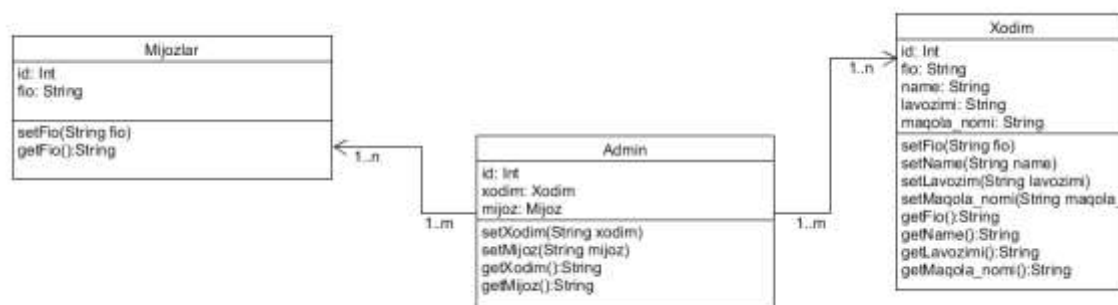 Mijozlar
id: Int
fio: String
setFio(String fio)
getFio():String
1..n
1..m
Admin
id: Int
xodim: Xodim
mijoz: Mijoz
setXodim(String xodim)
setMijoz(String mijoz)
getXodim():String
getMijoz():String
1..m
1..n
Xodim
id: Int
fio: String
name: String
lavozimi: String
maqola_nomi: String
setFio(String fio)
setName(String name)
setLavozim(String lavozimi)
setMaqola_nomi(String maqola_
getFio():String
getName():String
getLavozimi():String
getMaqola_nomi():String